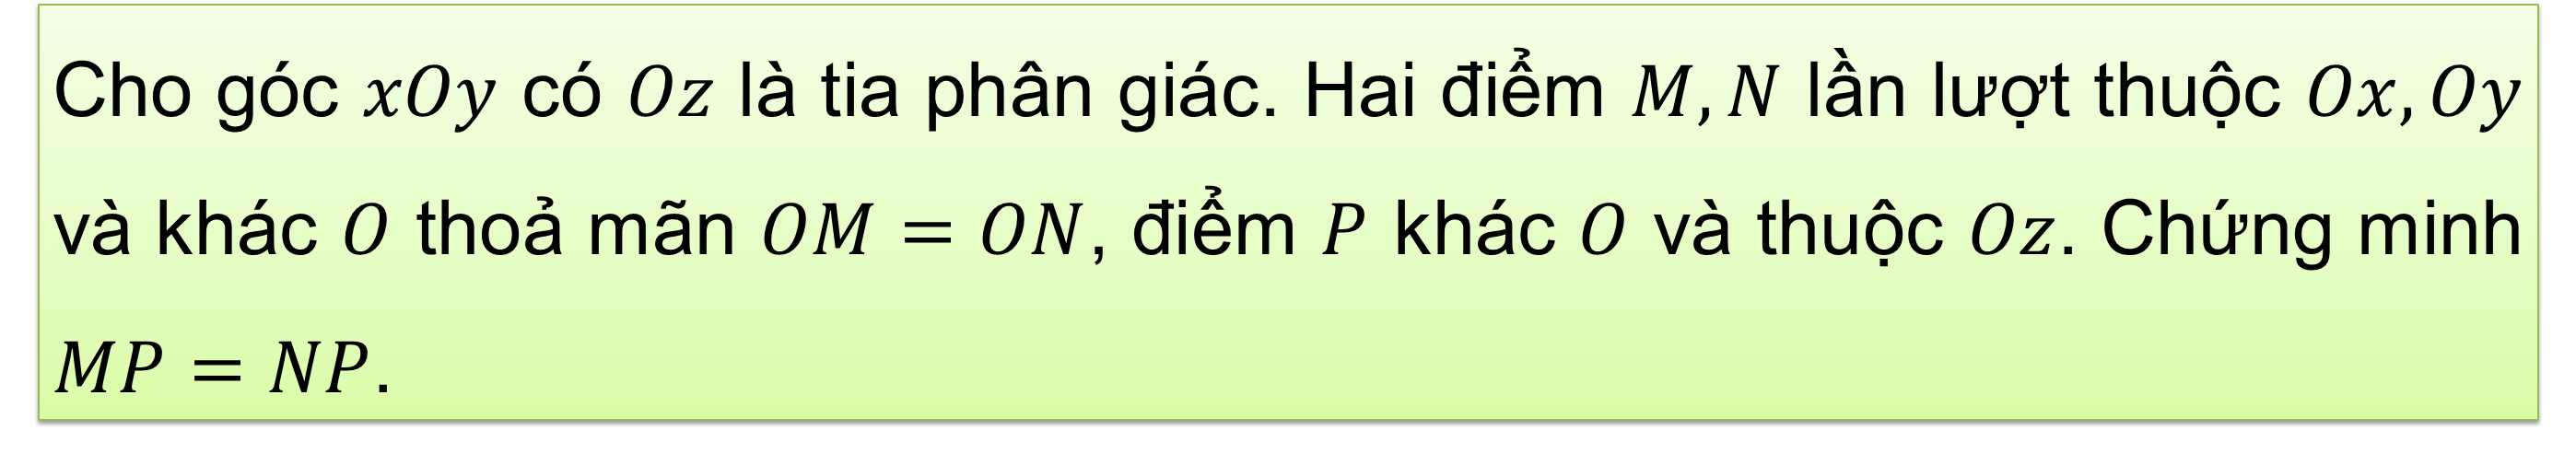 Cho góc xOy có Oz là tia phân giác. Hai điểm M, N lần lượt thuộc Ox, Oy
và khác O thoả mãn OM = ON, điểm P khác O và thuộc Oz. Chứng minh
MP = NP.